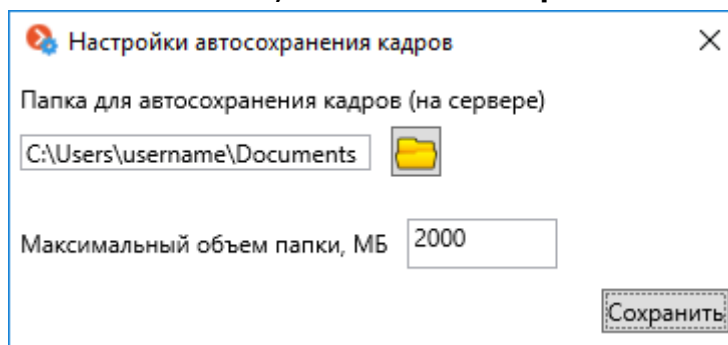 Настройки автосохранения кадров
Папка для автосохранения кадров (на сервере)
C:\Users\username\Documents
Максимальный объем папки, МБ 2000
Сохранить